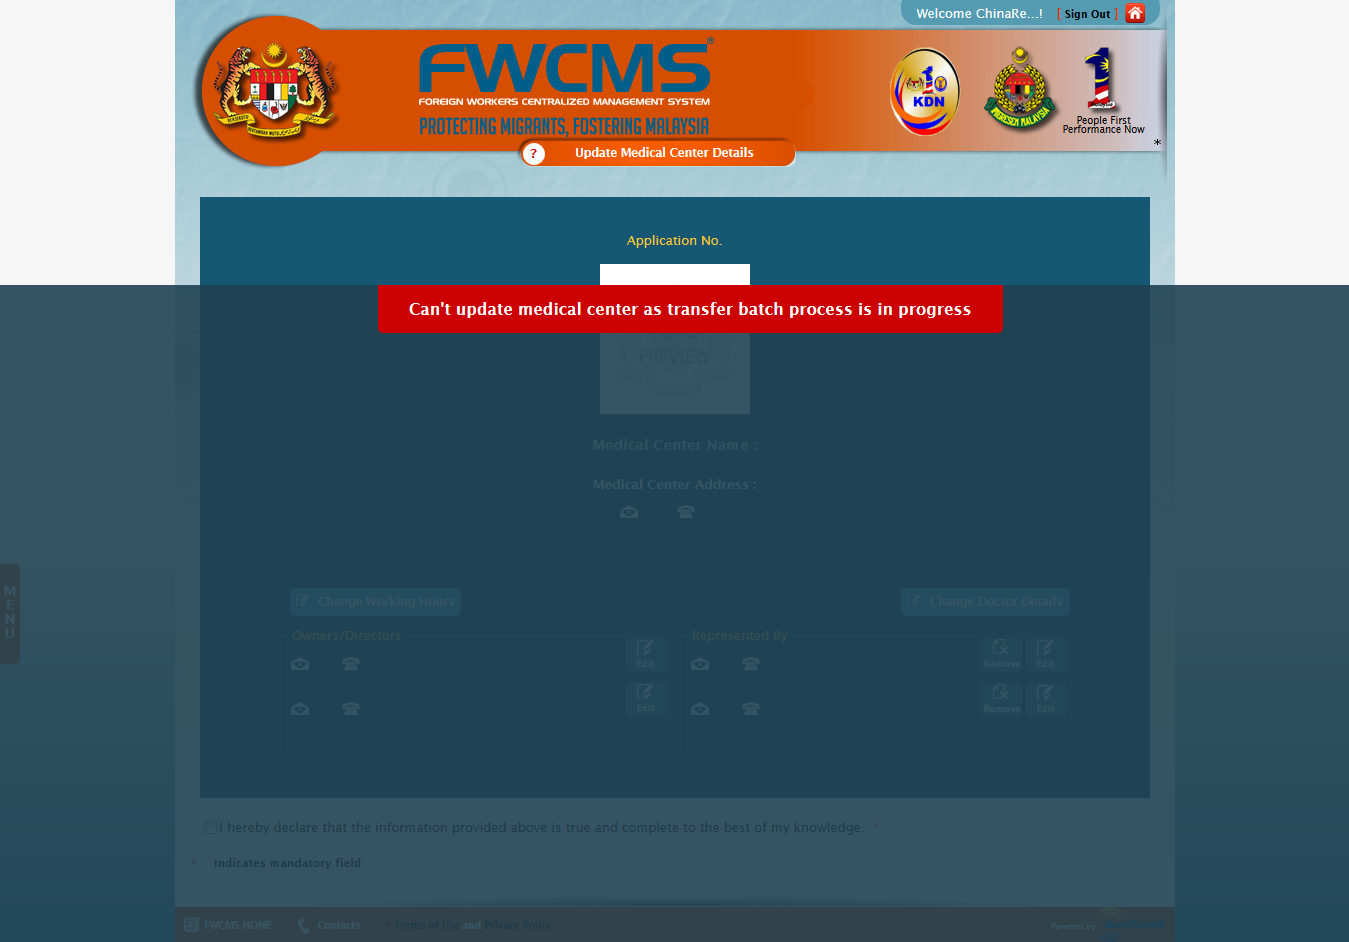 Welcome ChinaRe...! [ Sign Out ]
FWCMS®
FOREIGN WORKERS CENTRALIZED MANAGEMENT SYSTEM
PROTECTING MIGRANTS, FOSTERING MALAYSIA
KDN
IMIGRESEN MALAYSIA
1
People First
Performance Now
*
? Update Medical Center Details
Application No.
Can't update medical center as transfer batch process is in progress
PREVIEW
Medical Center Name :
Medical Center Address :
MENU
Change Working Hours
Change Doctor Details
Owners/Directors
Represented By
Edit
Remove Edit
Edit
Remove Edit
I hereby declare that the information provided above is true and complete to the best of my knowledge. *
* Indicates mandatory field
FWCMS HOME Contacts * Terms of Use and Privacy Policy
Powered by